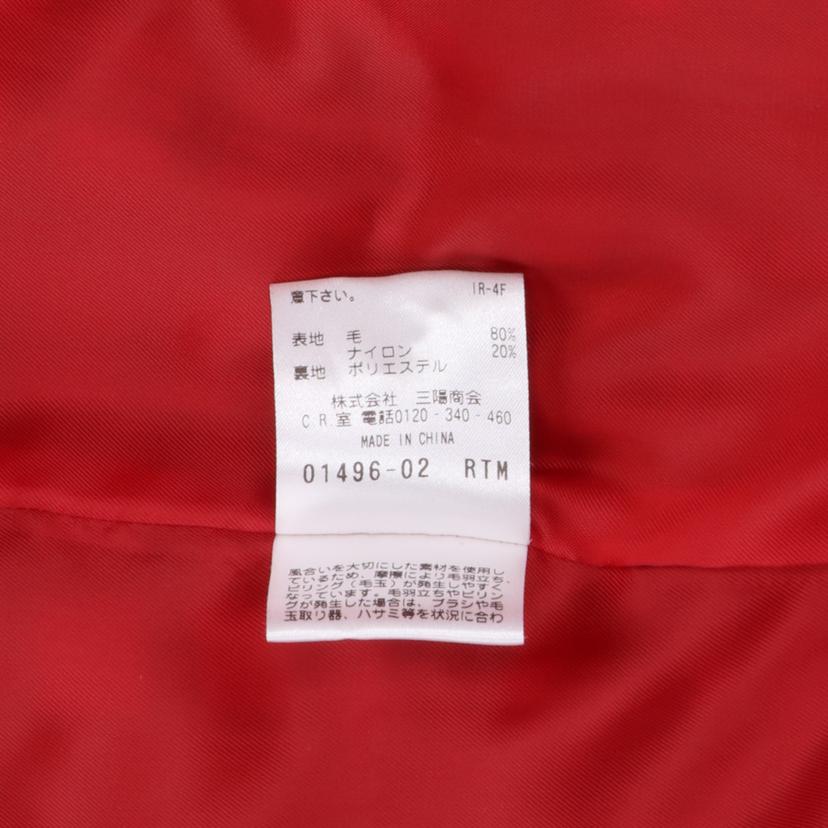 意下さい。 IR-4F
表地 毛 80%
ナイロン 20%
裏地 ポリエステル
株式会社 三陽商会
C.R.室 電話0120-340-460
MADE IN CHINA
01496-02 RTM
風合いを大切にした素材を使用し
ているため、摩擦により毛羽立ち、
ピリング(毛玉)が発生しやすく
なっています。毛羽立ちやピリン
グが発生した場合は、ブラシや毛
玉取り器、ハサミ等を状況に合わ